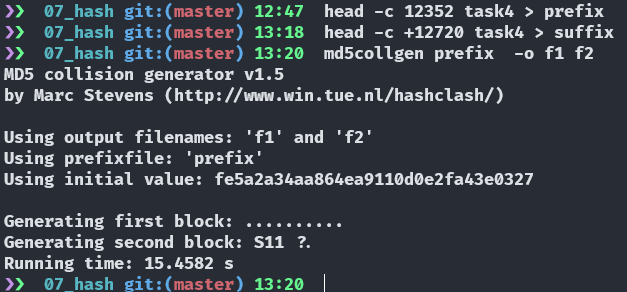 ❯❯ 07_hash git:(master) 12:47 head -c 12352 task4 > prefix
❯❯ 07_hash git:(master) 13:18 head -c +12720 task4 > suffix
❯❯ 07_hash git:(master) 13:20 md5collgen prefix -o f1 f2
MD5 collision generator v1.5
by Marc Stevens (http://www.win.tue.nl/hashclash/)
Using output filenames: 'f1' and 'f2'
Using prefixfile: 'prefix'
Using initial value: fe5a2a34aa864ea9110d0e2fa43e0327
Generating first block: ..........
Generating second block: S11 ?.
Running time: 15.4582 s
❯❯ 07_hash git:(master) 13:20